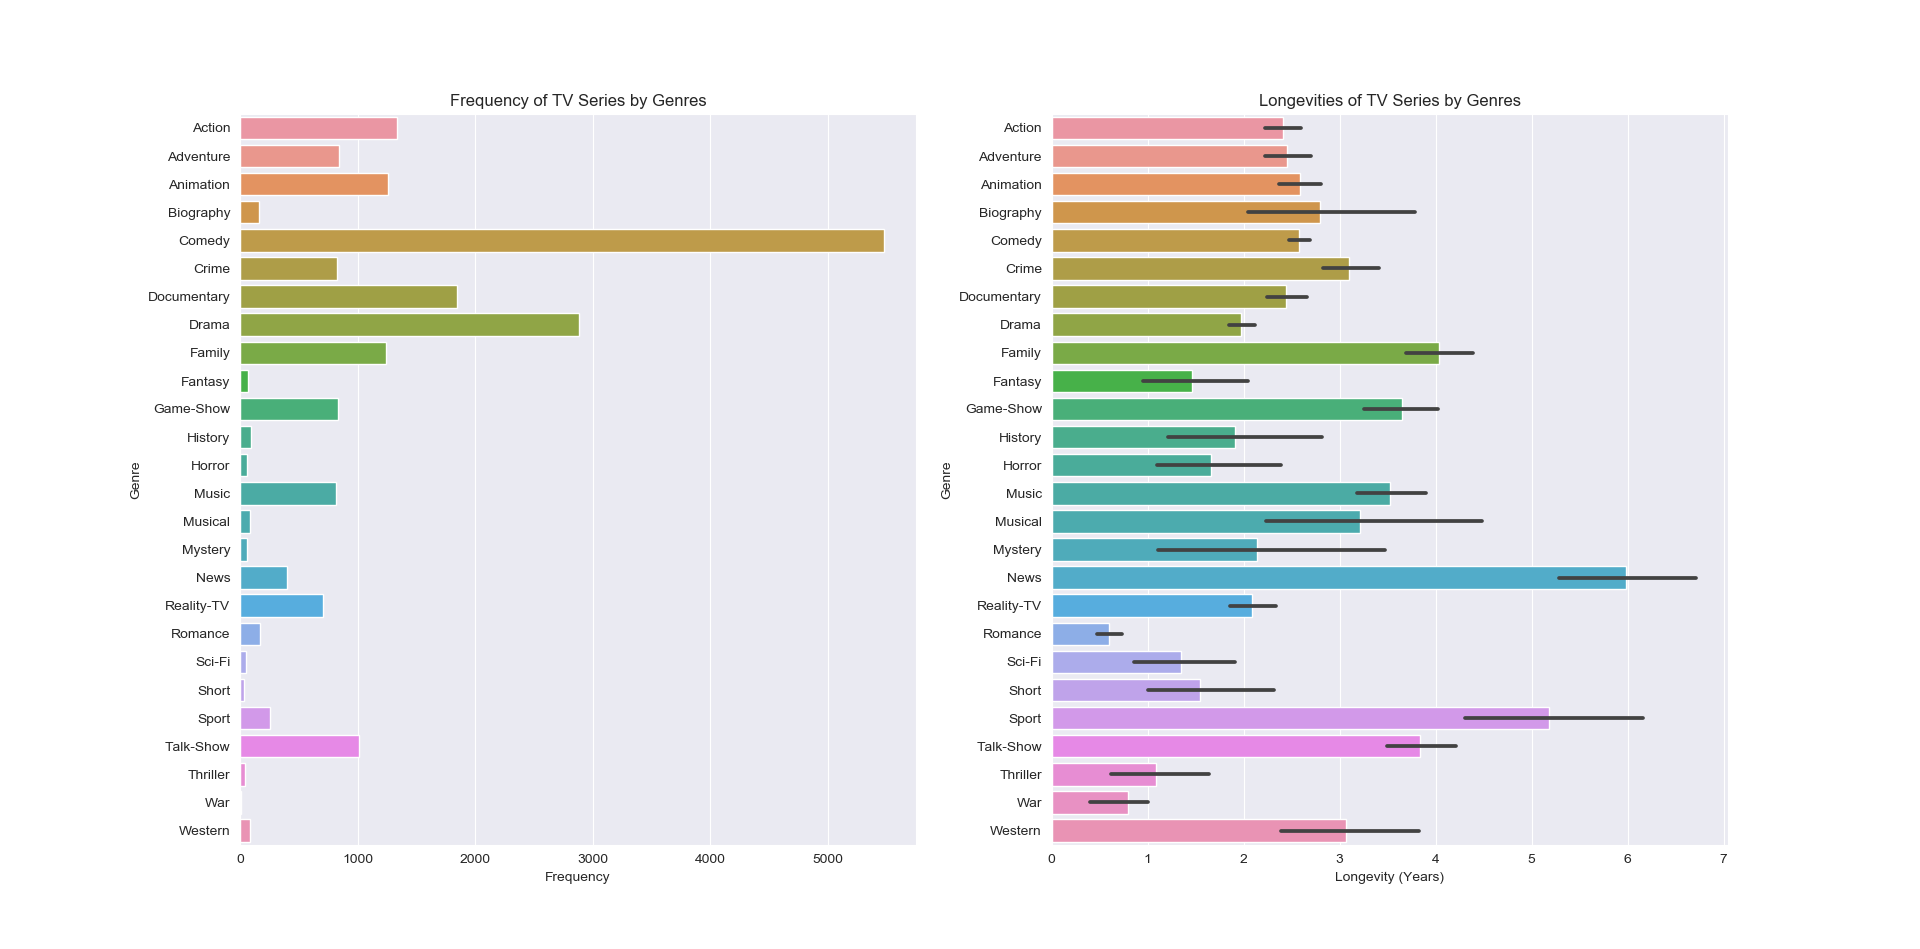 Frequency of TV Series by Genres
Genre
Action
Adventure
Animation
Biography
Comedy
Crime
Documentary
Drama
Family
Fantasy
Game-Show
History
Horror
Music
Musical
Mystery
News
Reality-TV
Romance
Sci-Fi
Short
Sport
Talk-Show
Thriller
War
Western
0 1000 2000 3000 4000 5000
Frequency
Longevities of TV Series by Genres
Genre
Action
Adventure
Animation
Biography
Comedy
Crime
Documentary
Drama
Family
Fantasy
Game-Show
History
Horror
Music
Musical
Mystery
News
Reality-TV
Romance
Sci-Fi
Short
Sport
Talk-Show
Thriller
War
Western
0 1 2 3 4 5 6 7
Longevity (Years)